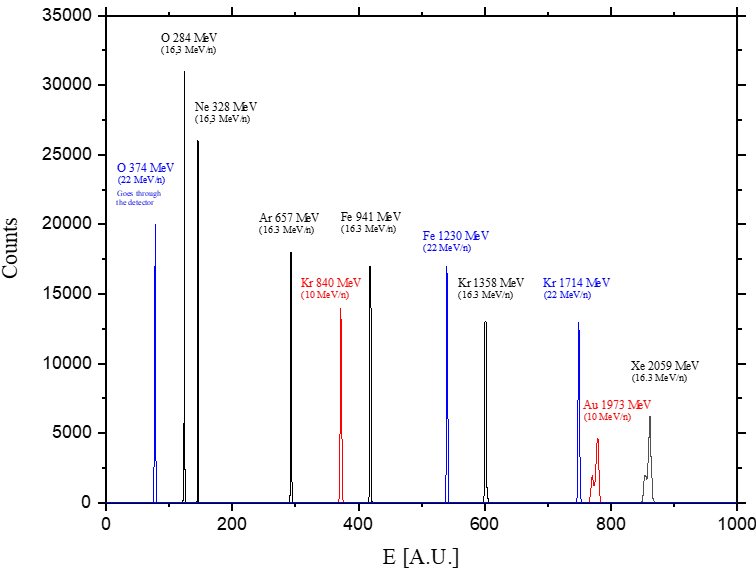 35000
O 284 MeV
(16,3 MeV/n)
30000
Ne 328 MeV
(16,3 MeV/n)
25000
O 374 MeV
(22 MeV/n)
Goes through
the detector
20000
Ar 657 MeV
(16.3 MeV/n)
Fe 941 MeV
(16.3 MeV/n)
Fe 1230 MeV
(22 MeV/n)
Counts
15000
Kr 840 MeV
(10 MeV/n)
Kr 1358 MeV
(16.3 MeV/n)
Kr 1714 MeV
(22 MeV/n)
10000
Xe 2059 MeV
(16.3 MeV/n)
Au 1973 MeV
(10 MeV/n)
5000
0
0 200 400 600 800 1000
E [A.U.]